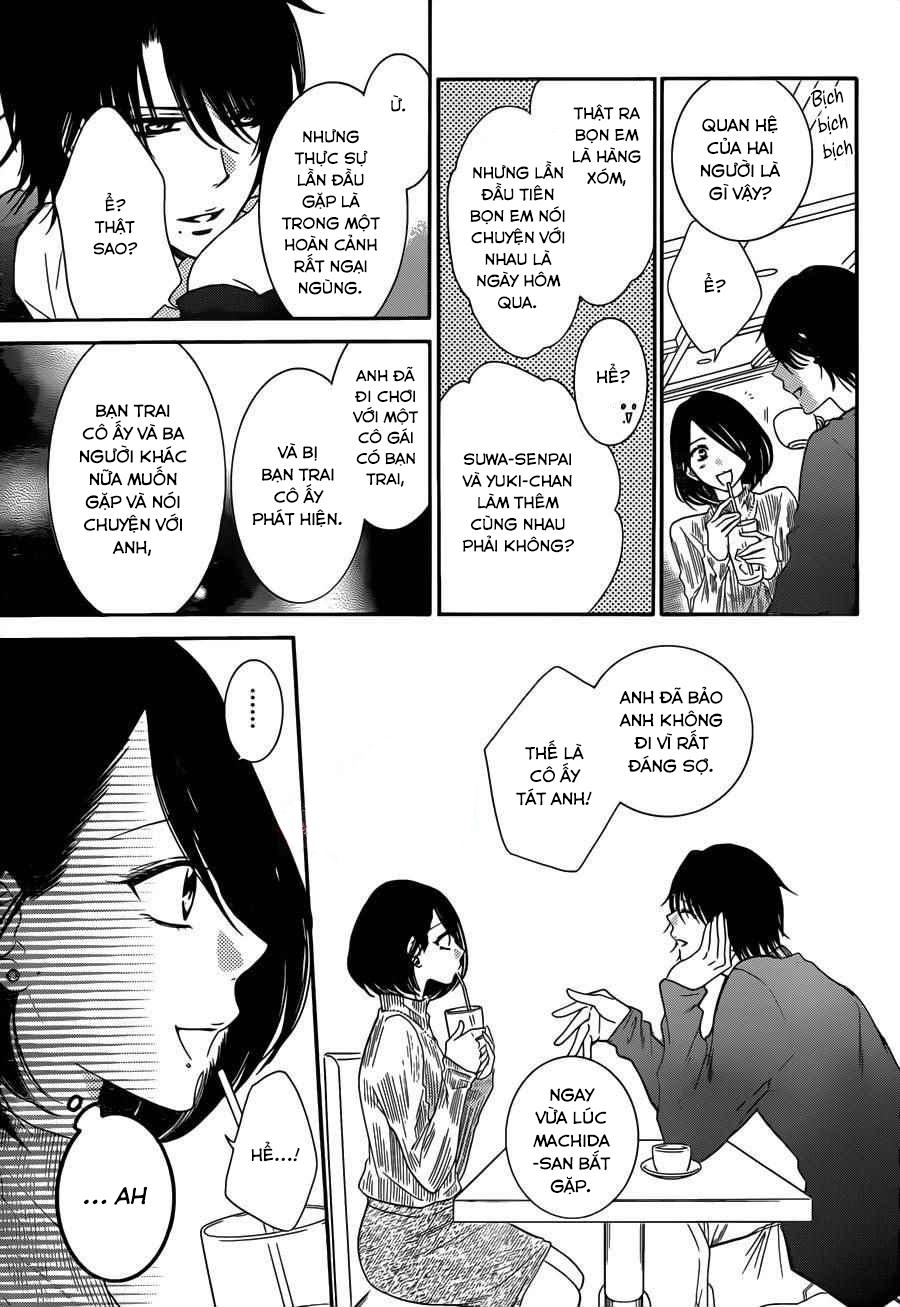 Bịch
bịch
bịch
QUAN HỆ
CỦA HAI
NGƯỜI LÀ
GÌ VẬY?
Ể?
THẬT RA
BỌN EM
LÀ HÀNG
XÓM,
NHƯNG LẦN
ĐẦU TIÊN
BỌN EM NÓI
CHUYỆN VỚI
NHAU LÀ
NGÀY HÔM
QUA.
HỂ?
SUWA-SENPAI
VÀ YUKI-CHAN
LÀM THÊM
CÙNG NHAU
PHẢI KHÔNG?
Ừ.
NHƯNG
THỰC SỰ
LẦN ĐẦU
GẶP LÀ
TRONG MỘT
HOÀN CẢNH
RẤT NGẠI
NGÙNG.
Ể?
THẬT
SAO?
ANH ĐÃ
ĐI CHƠI
VỚI MỘT
CÔ GÁI
CÓ BẠN
TRAI,
VÀ BỊ
BẠN TRAI
CÔ ẤY
PHÁT HIỆN.
BẠN TRAI
CÔ ẤY VÀ BA
NGƯỜI KHÁC
NỮA MUỐN
GẶP VÀ NÓI
CHUYỆN VỚI
ANH,
ANH ĐÃ BẢO
ANH KHÔNG
ĐI VÌ RẤT
ĐÁNG SỢ.
THẾ LÀ
CÔ ẤY
TÁT ANH!
NGAY
VỪA LÚC
MACHIDA
-SAN BẮT
GẶP.
......
HỂ...!
... AH